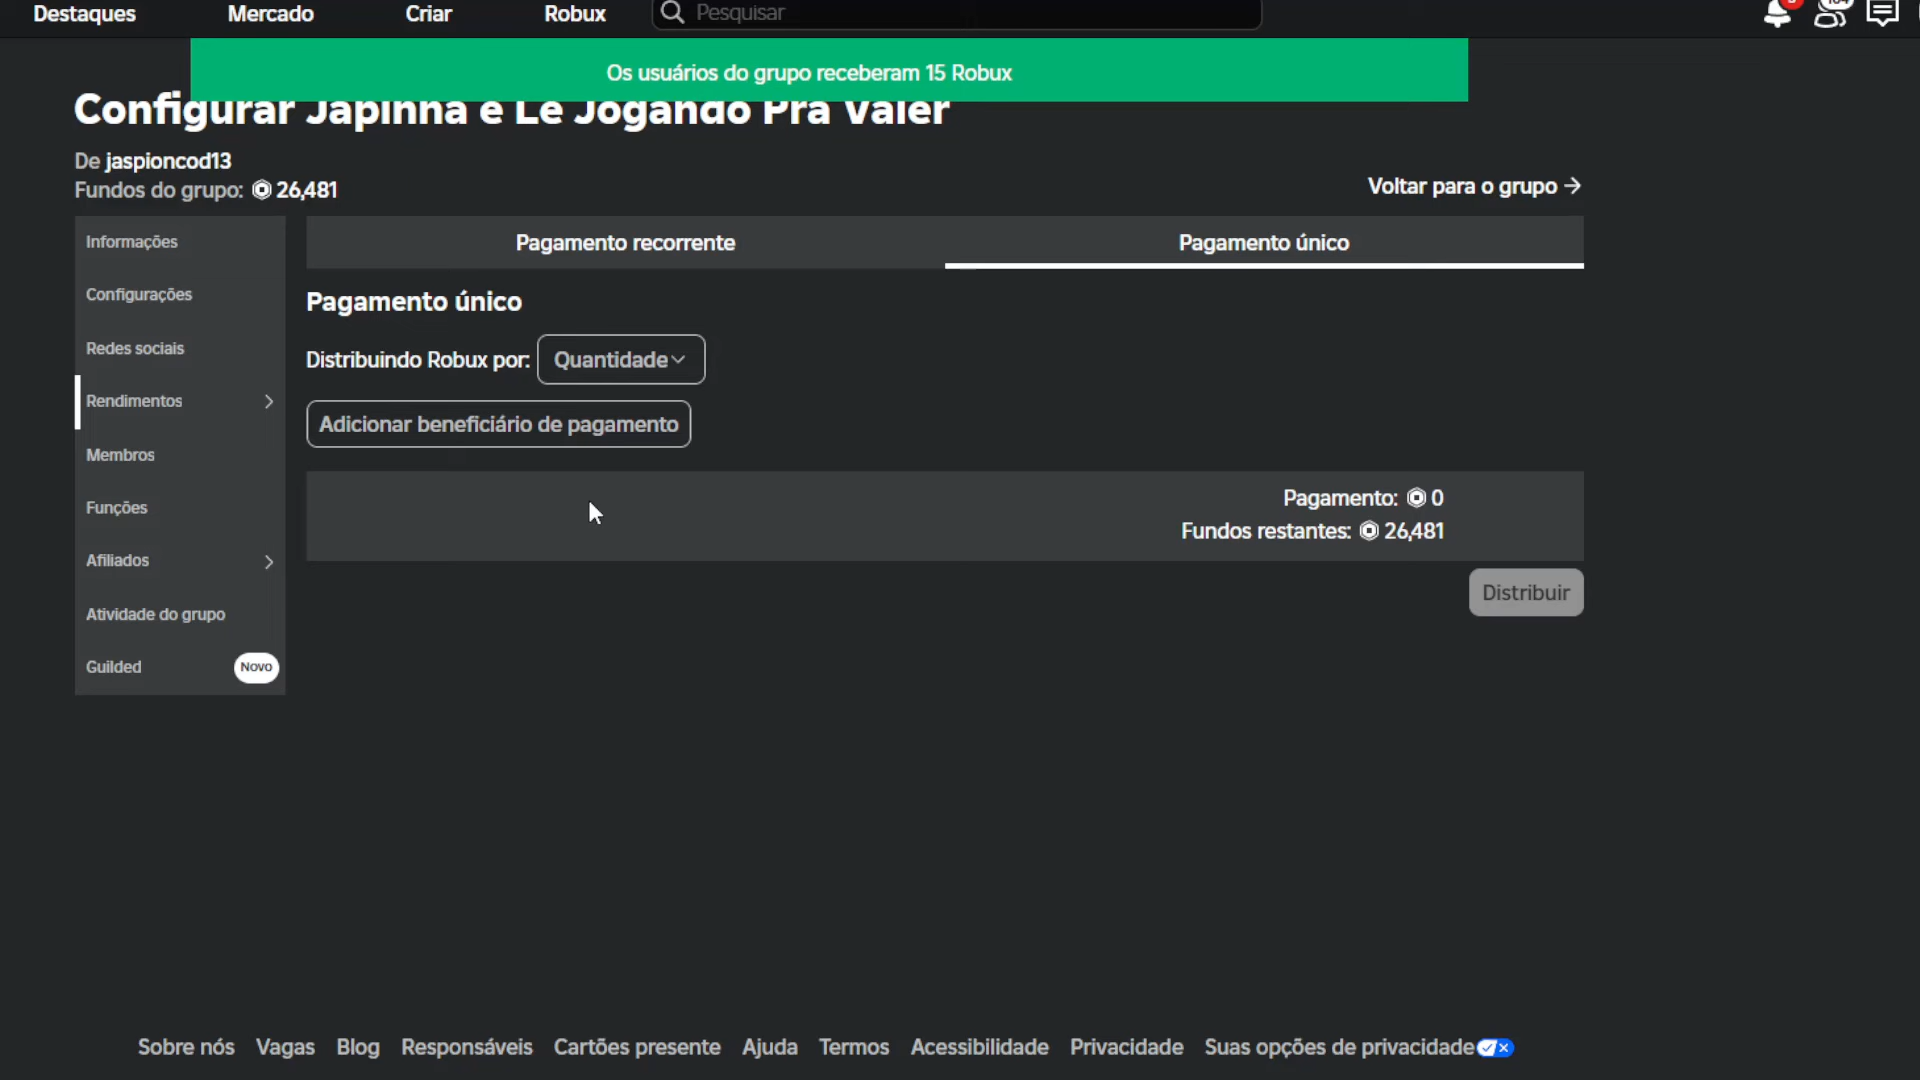 Destaques Mercado Criar Robux Pesquisar
Os usuários do grupo receberam 15 Robux
Configurar Japinha e Le Jogando Pra Valer
De jaspioncod13
Fundos do grupo: 26,481
Voltar para o grupo →
Informações
Configurações
Redes sociais
Rendimentos
Membros
Funções
Afiliados
Atividade do grupo
Guilded Novo
Pagamento recorrente Pagamento único
Pagamento único
Distribuindo Robux por: Quantidade
Adicionar beneficiário de pagamento
Pagamento: 0
Fundos restantes: 26,481
Distribuir
Sobre nós Vagas Blog Responsáveis Cartões presente Ajuda Termos Acessibilidade Privacidade Suas opções de privacidade